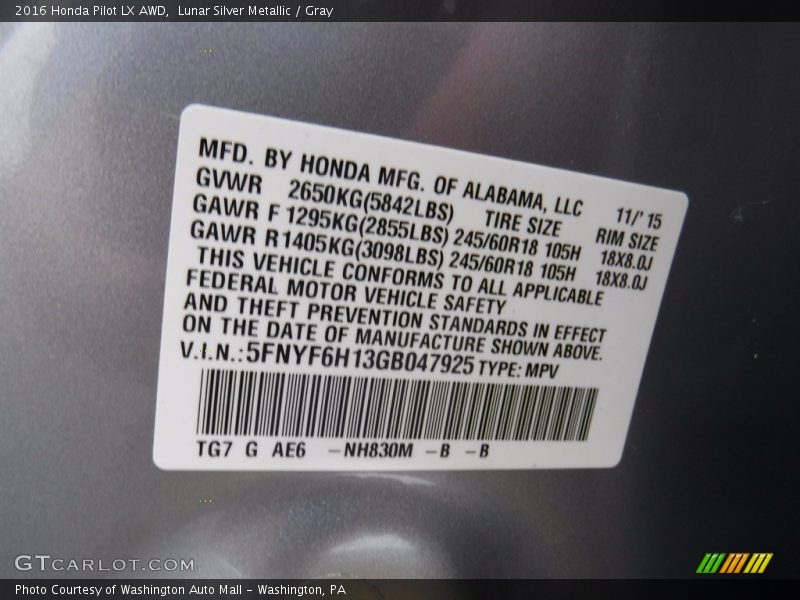 2016 Honda Pilot LX AWD,  Lunar Silver Metallic / Gray
MFD. BY HONDA MFG. OF ALABAMA, LLC 11/' 15
GVWR 2650KG(5842LBS) TIRE SIZE RIM SIZE
GAWR F 1295KG(2855LBS) 245/60R18 105H 18X8.0J
GAWR R 1405KG(3098LBS) 245/60R18 105H 18X8.0J
THIS VEHICLE CONFORMS TO ALL APPLICABLE
FEDERAL MOTOR VEHICLE SAFETY
AND THEFT PREVENTION STANDARDS IN EFFECT
ON THE DATE OF MANUFACTURE SHOWN ABOVE.
V.I.N.: 5FNYF6H13GB047925 TYPE: MPV
TG7 G AE6 –NH830M –B –B
GTCARLOT.COM
Photo Courtesy of Washington Auto Mall – Washington, PA